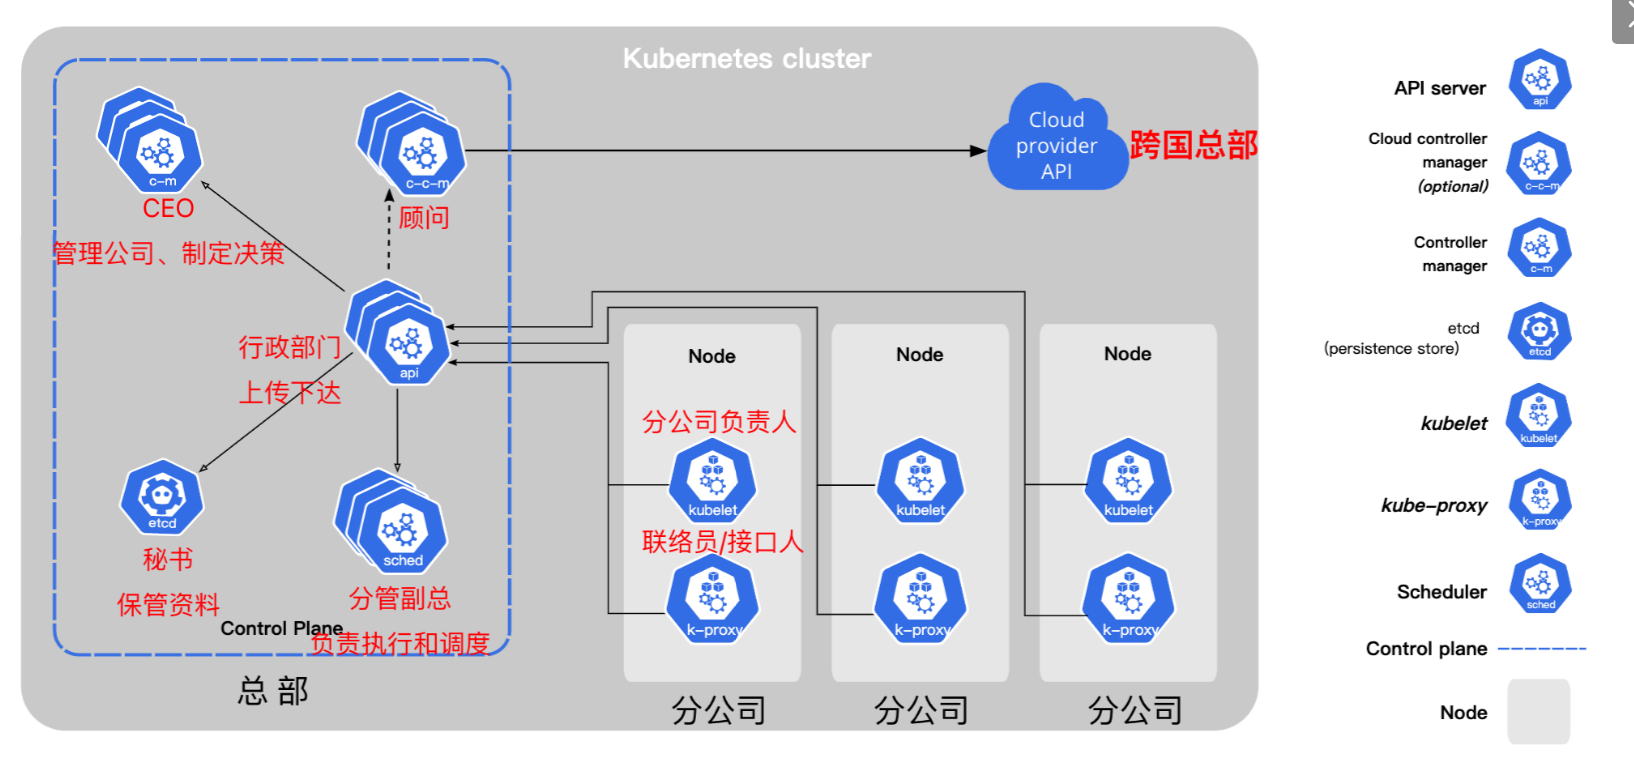 Kubernetes cluster
c-m
CEO
管理公司、制定决策
c-c-m
顾问
Cloud
provider
API
跨国总部
行政部门
上传下达
api
etcd
秘书
保管资料
sched
分管副总
负责执行和调度
Control Plane
总 部
Node
分公司负责人
kubelet
联络员/接口人
k-proxy
分公司
Node
kubelet
k-proxy
分公司
Node
kubelet
k-proxy
分公司
API server
api
Cloud controller
manager
(optional)
c-c-m
Controller
manager
c-m
etcd
(persistence store)
etcd
kubelet
kubelet
kube-proxy
k-proxy
Scheduler
sched
Control plane
Node